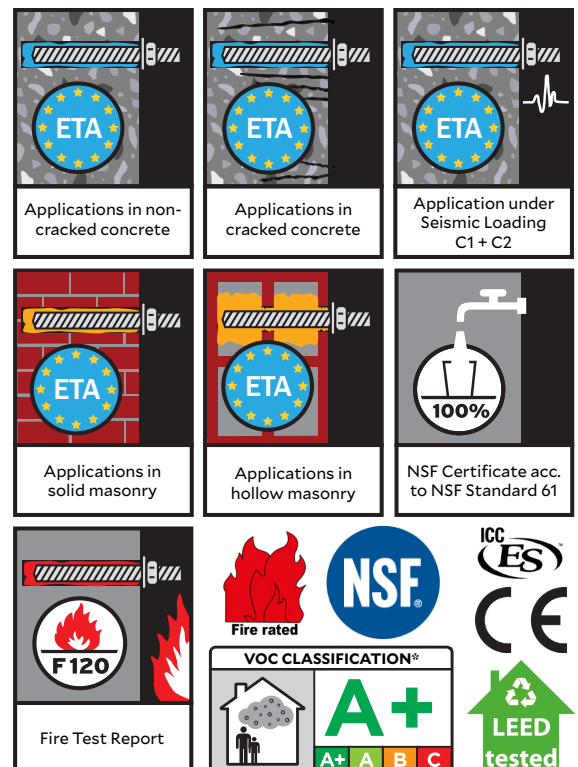 ETA
Applications in non-
cracked concrete
ETA
Applications in
cracked concrete
ETA
Application under
Seismic Loading
C1 + C2
ETA
Applications in
solid masonry
ETA
Applications in
hollow masonry
100%
NSF Certificate acc.
to NSF Standard 61
F 120
Fire Test Report
Fire rated
NSF®
ICC
ES™
CE
VOC CLASSIFICATION*
A+
A+ A B C
LEED
tested